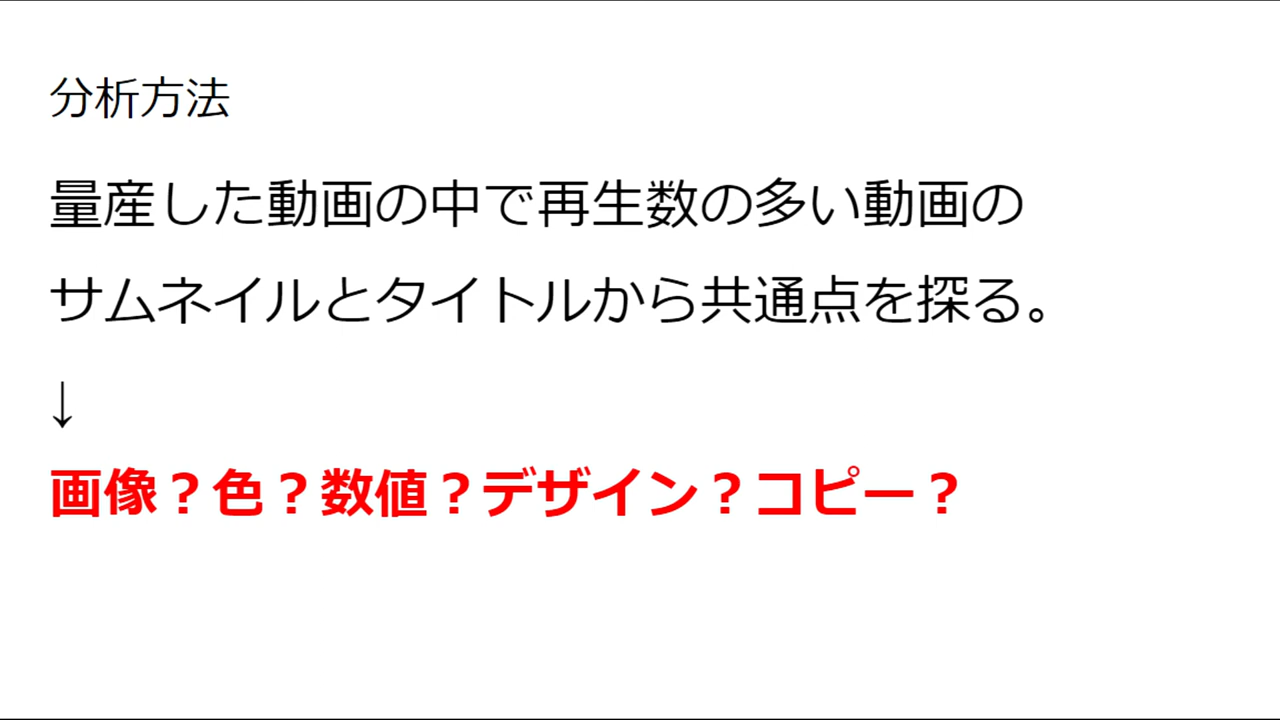 分析方法
量産した動画の中で再生数の多い動画の
サムネイルとタイトルから共通点を探る。
↓
画像？色？数値？デザイン？コピー？